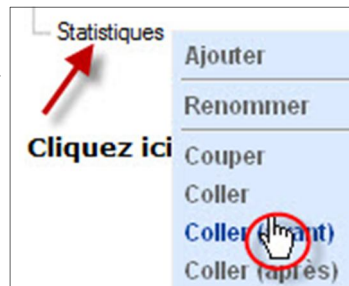 Statistiques
Ajouter
Renommer
Cliquez ici
Couper
Coller
Coller
Coller (après)